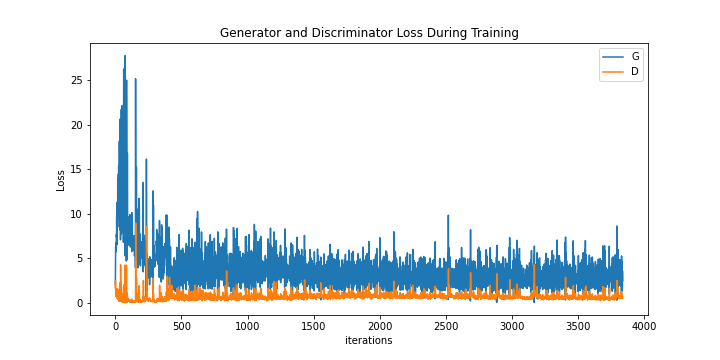 Generator and Discriminator Loss During Training
G
D
Loss
25
20
15
10
5
0
0 500 1000 1500 2000 2500 3000 3500 4000
iterations